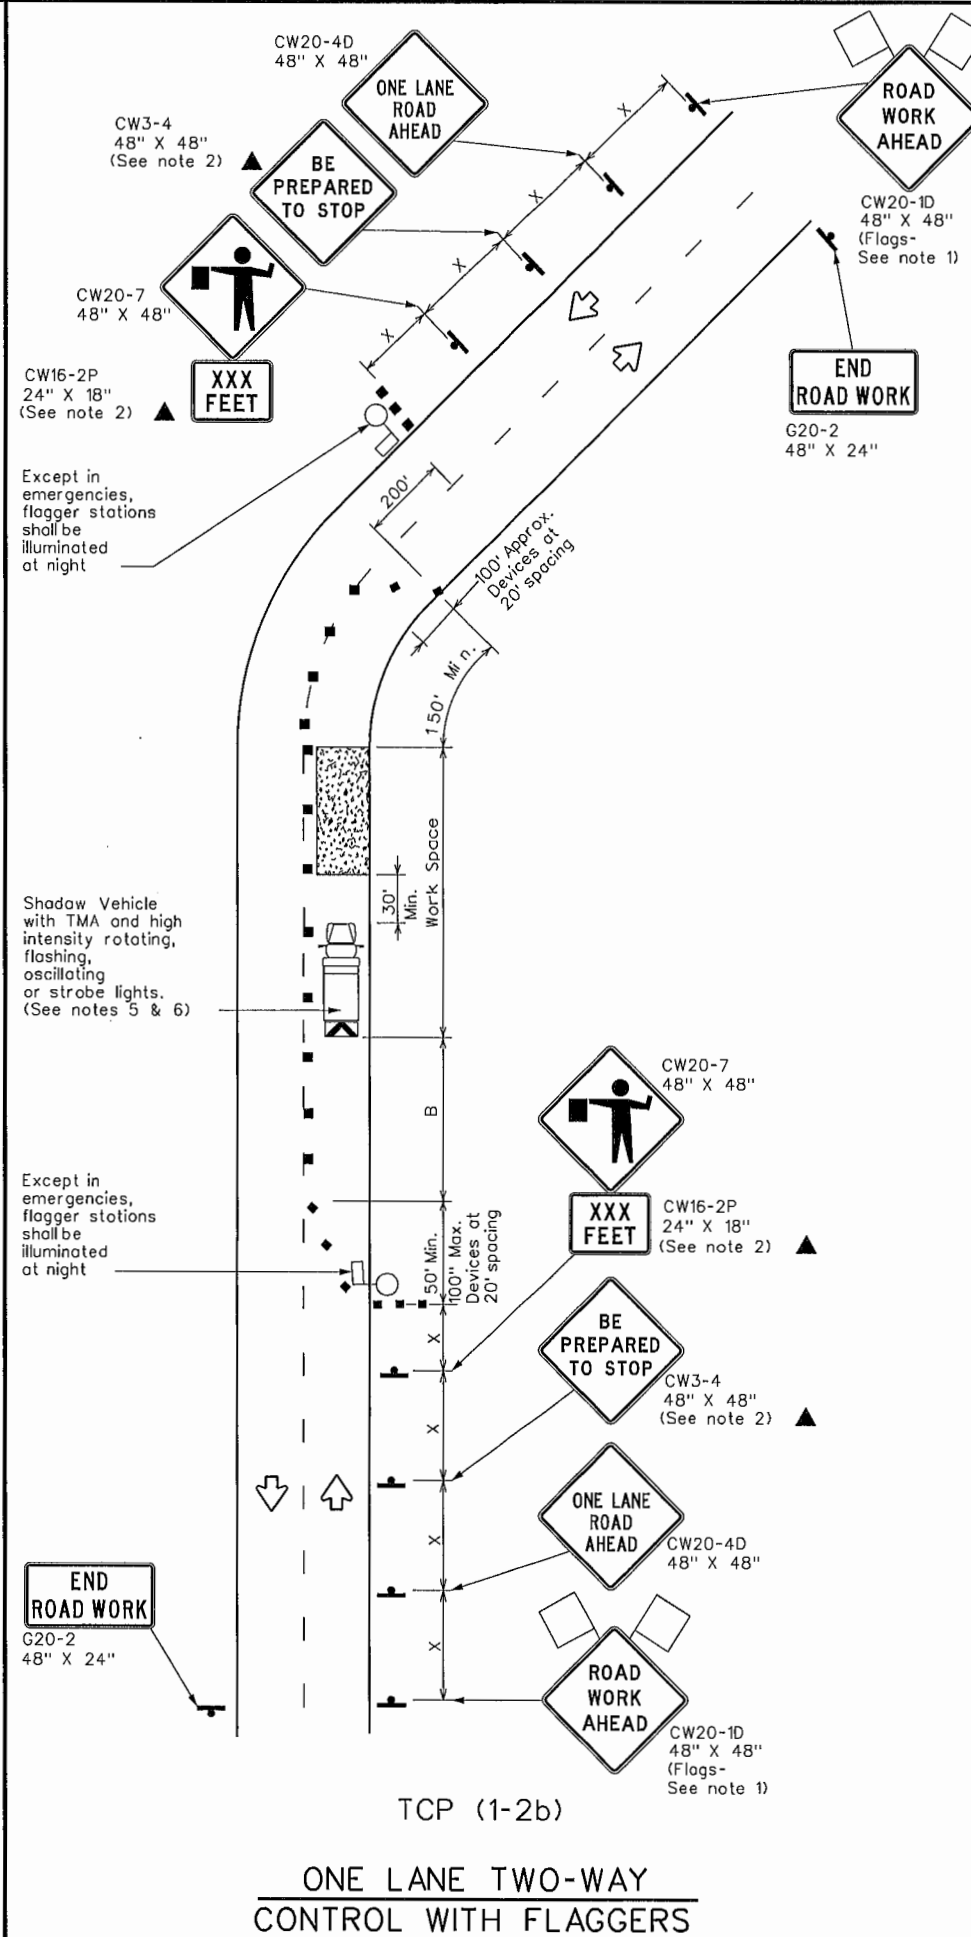 CW20-4D
48" X 48"
ONE LANE
ROAD
AHEAD
ROAD
WORK
AHEAD
CW3-4
48" X 48"
(See note 2)
BE
PREPARED
TO STOP
X
X
X
X
CW20-1D
48" X 48"
(Flags-
See note 1)
CW20-7
48" X 48"
XXX
FEET
CW16-2P
24" X 18"
(See note 2)
END
ROAD WORK
G20-2
48" X 24"
Except in
emergencies,
flagger stations
shall be
illuminated
at night
200'
100' Approx.
Devices at
20' spacing
150' Min.
Work Space
30'
Min.
Shadow Vehicle
with TMA and high
intensity rotating,
flashing,
oscillating
or strobe lights.
(See notes 5 & 6)
B
CW20-7
48" X 48"
XXX
FEET
CW16-2P
24" X 18"
(See note 2)
Except in
emergencies,
flagger stations
shall be
illuminated
at night
50' Min.
100" Max.
Devices at
20' spacing
X
X
X
X
BE
PREPARED
TO STOP
CW3-4
48" X 48"
(See note 2)
ONE LANE
ROAD
AHEAD
CW20-4D
48" X 48"
END
ROAD WORK
G20-2
48" X 24"
ROAD
WORK
AHEAD
CW20-1D
48" X 48"
(Flags-
See note 1)
TCP (1-2b)
ONE LANE TWO-WAY
CONTROL WITH FLAGGERS